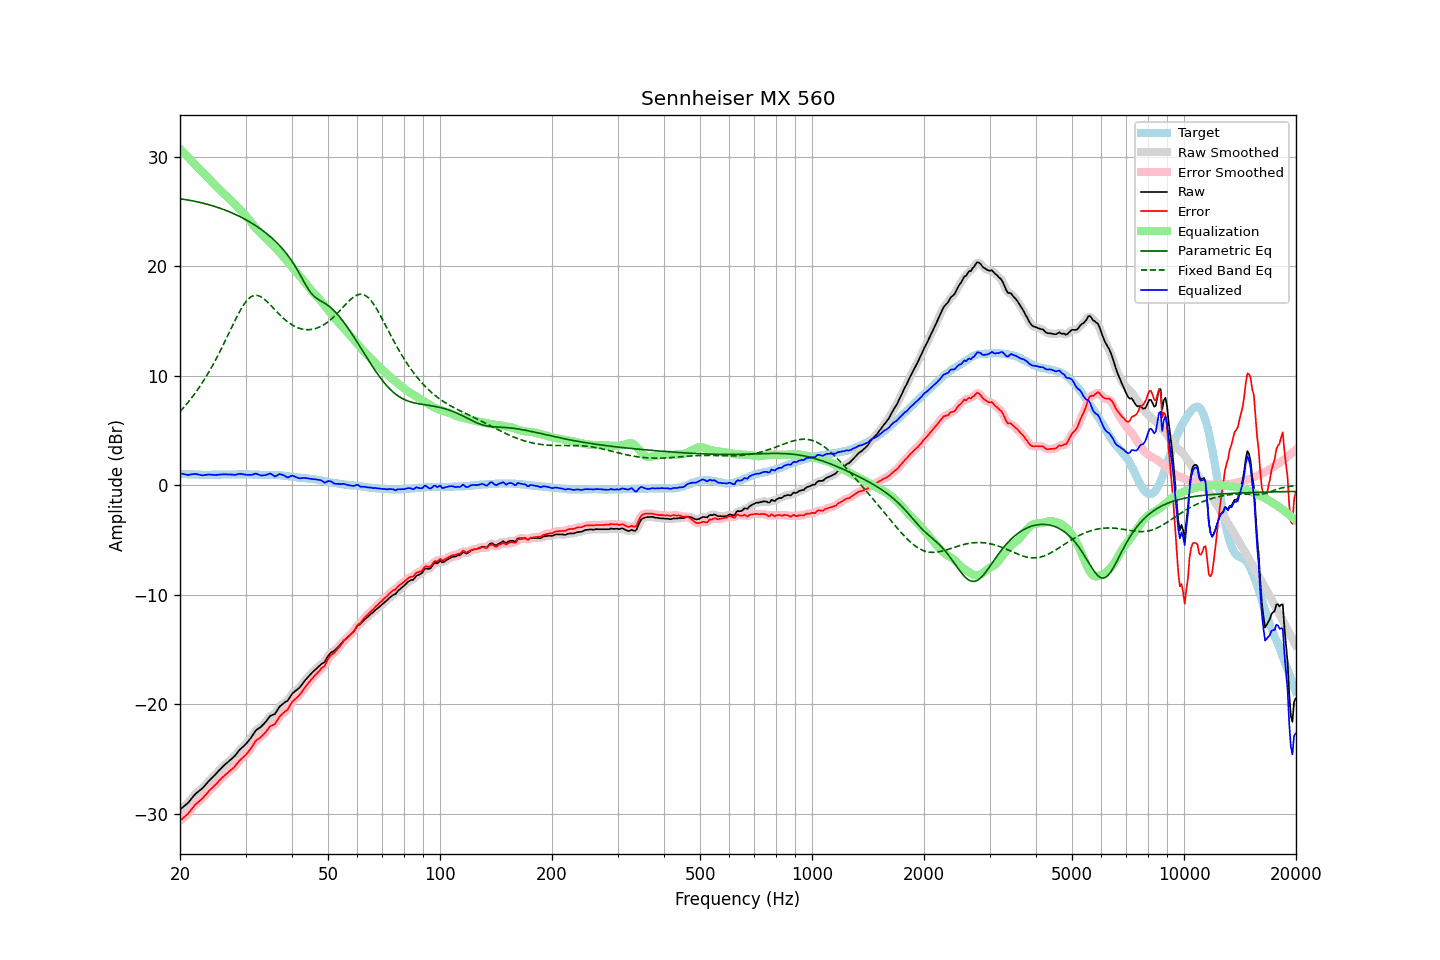 Sennheiser MX 560
Amplitude (dBr)
30
20
10
0
−10
−20
−30
Target
Raw Smoothed
Error Smoothed
Raw
Error
Equalization
Parametric Eq
Fixed Band Eq
Equalized
20 50 100 200 500 1000 2000 5000 10000 20000
Frequency (Hz)